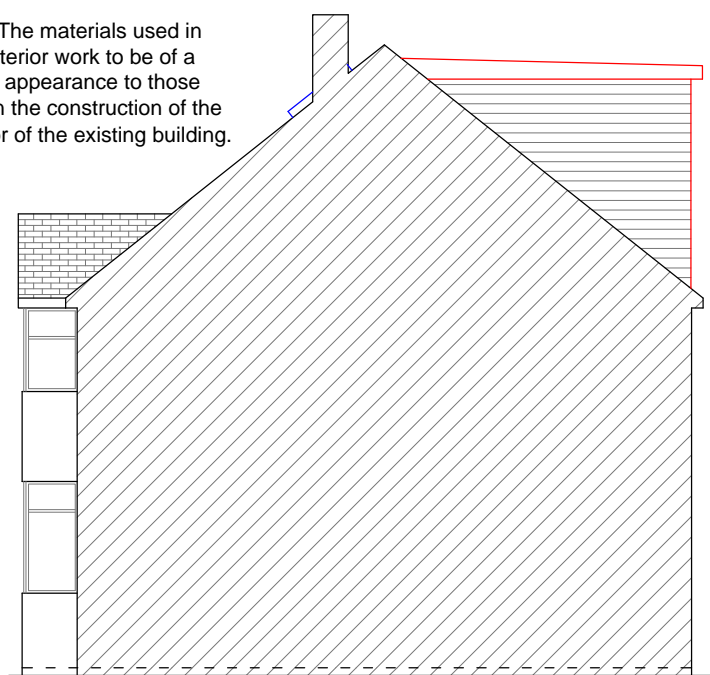 The materials used in
terior work to be of a
appearance to those
n the construction of the
r of the existing building.